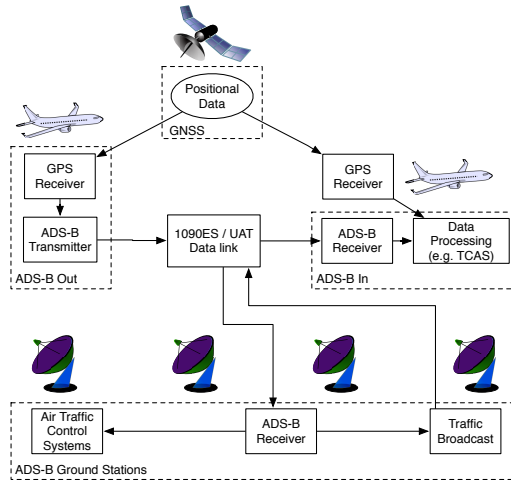 Positional
Data
GNSS
GPS
Receiver
GPS
Receiver
ADS-B
Transmitter
ADS-B Out
1090ES / UAT
Data link
ADS-B
Receiver
Data
Processing
(e.g. TCAS)
ADS-B In
Air Traffic
Control
Systems
ADS-B
Receiver
Traffic
Broadcast
ADS-B Ground Stations